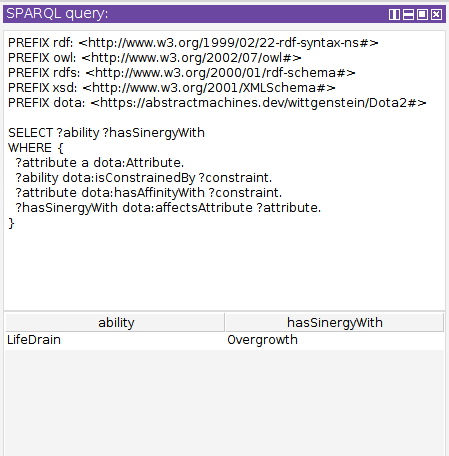 SPARQL query:
PREFIX rdf: <http://www.w3.org/1999/02/22-rdf-syntax-ns#>
PREFIX owl: <http://www.w3.org/2002/07/owl#>
PREFIX rdfs: <http://www.w3.org/2000/01/rdf-schema#>
PREFIX xsd: <http://www.w3.org/2001/XMLSchema#>
PREFIX dota: <https://abstractmachines.dev/wittgenstein/Dota2#>
SELECT ?ability ?hasSinergyWith
WHERE {
?attribute a dota:Attribute.
?ability dota:isConstrainedBy ?constraint.
?attribute dota:hasAffinityWith ?constraint.
?hasSinergyWith dota:affectsAttribute ?attribute.
}
ability hasSinergyWith
LifeDrain Overgrowth